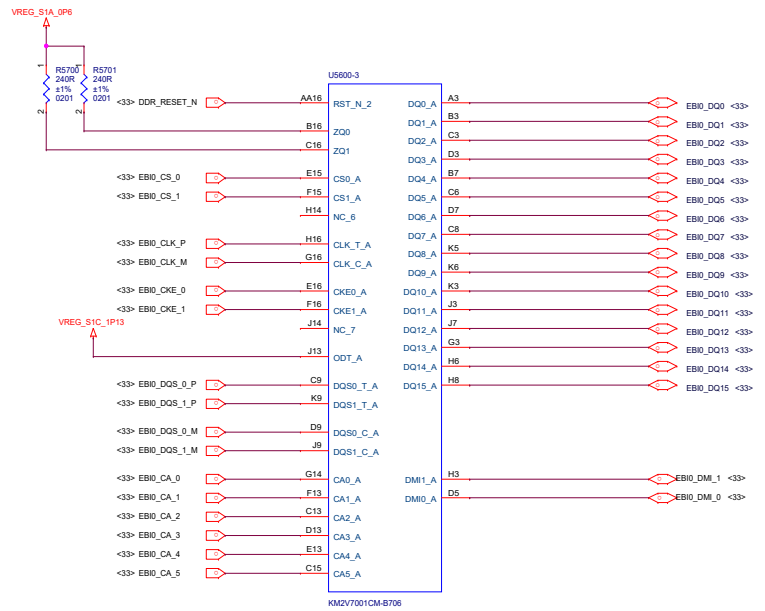 VREG_S1A_0P6
1
1
R5700
240R
±1%
0201
R5701
240R
±1%
0201
2
2
U5600-3
<33> DDR_RESET_N AA16 RST_N_2 DQ0_A A3 EBI0_DQ0 <33>
DQ1_A B3 EBI0_DQ1 <33>
B16 ZQ0
DQ2_A C3 EBI0_DQ2 <33>
C16 ZQ1
DQ3_A D3 EBI0_DQ3 <33>
<33> EBI0_CS_0 E15 CS0_A DQ4_A B7 EBI0_DQ4 <33>
<33> EBI0_CS_1 F15 CS1_A DQ5_A C6 EBI0_DQ5 <33>
H14 NC_6 DQ6_A D7 EBI0_DQ6 <33>
DQ7_A C8 EBI0_DQ7 <33>
<33> EBI0_CLK_P H16 CLK_T_A
DQ8_A K5 EBI0_DQ8 <33>
<33> EBI0_CLK_M G16 CLK_C_A
DQ9_A K6 EBI0_DQ9 <33>
<33> EBI0_CKE_0 E16 CKE0_A DQ10_A K3 EBI0_DQ10 <33>
<33> EBI0_CKE_1 F16 CKE1_A DQ11_A J3 EBI0_DQ11 <33>
VREG_S1C_1P13
J14 NC_7 DQ12_A J7 EBI0_DQ12 <33>
DQ13_A G3 EBI0_DQ13 <33>
J13 ODT_A
DQ14_A H6 EBI0_DQ14 <33>
<33> EBI0_DQS_0_P C9 DQS0_T_A DQ15_A H8 EBI0_DQ15 <33>
<33> EBI0_DQS_1_P K9 DQS1_T_A
<33> EBI0_DQS_0_M D9 DQS0_C_A
<33> EBI0_DQS_1_M J9 DQS1_C_A
<33> EBI0_CA_0 G14 CA0_A DMI1_A H3 EBI0_DMI_1 <33>
<33> EBI0_CA_1 F13 CA1_A DMI0_A D5 EBI0_DMI_0 <33>
<33> EBI0_CA_2 C13 CA2_A
<33> EBI0_CA_3 D13 CA3_A
<33> EBI0_CA_4 E13 CA4_A
<33> EBI0_CA_5 C15 CA5_A
KM2V7001CM-B706